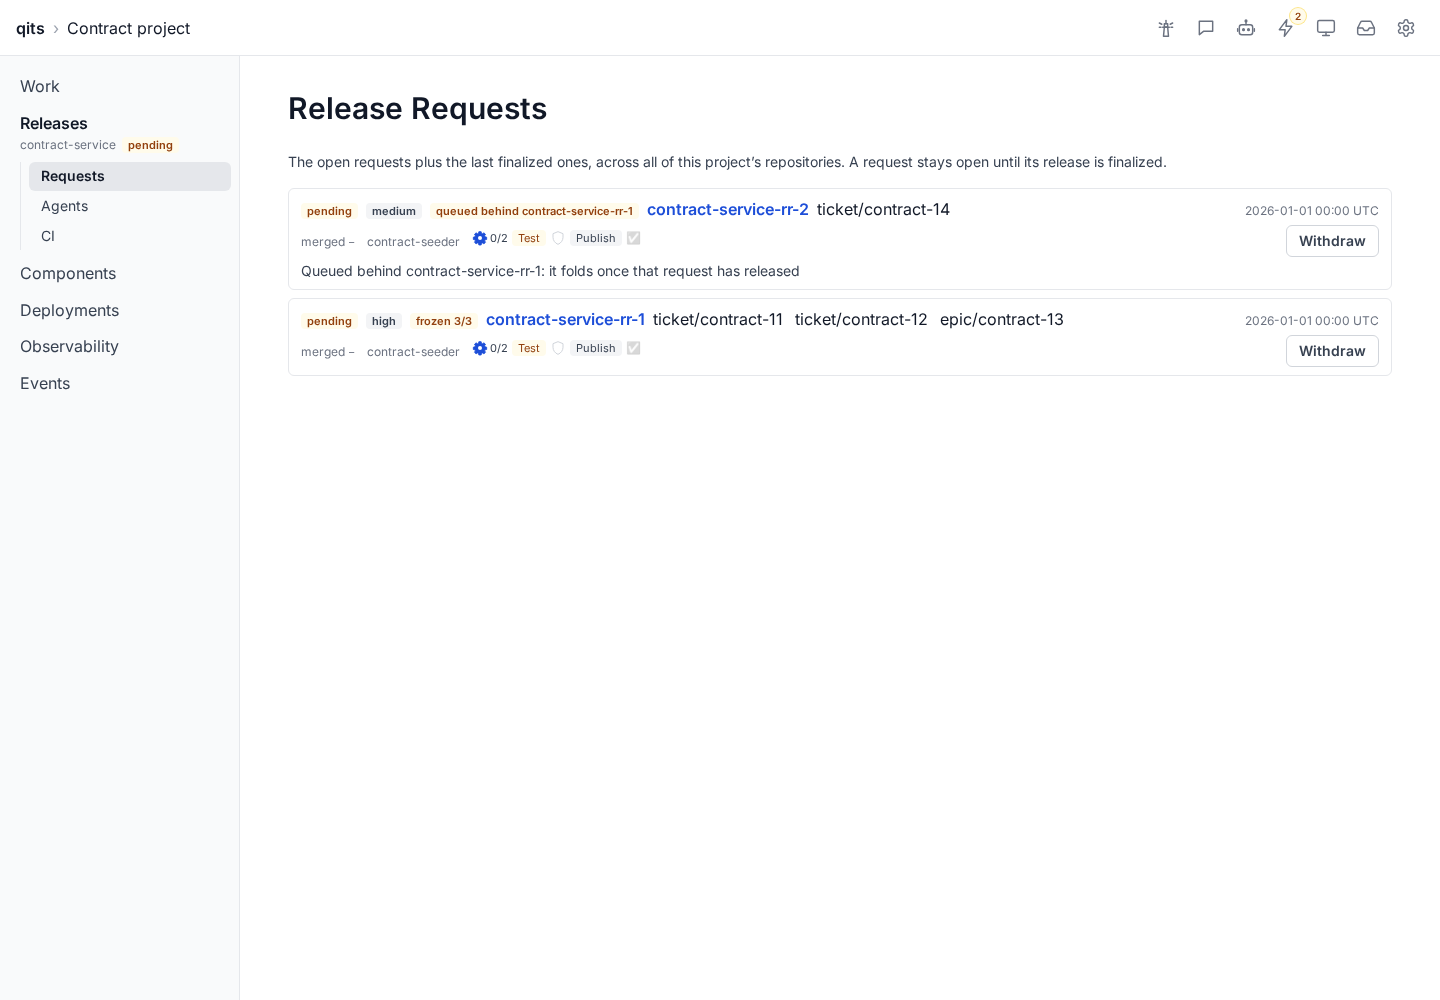 qits › Contract project
2
Work
Releases
contract-service pending
Requests
Agents
CI
Components
Deployments
Observability
Events
Release Requests
The open requests plus the last finalized ones, across all of this project’s repositories. A request stays open until its release is finalized.
pending medium queued behind contract-service-rr-1 contract-service-rr-2 ticket/contract-14 2026-01-01 00:00 UTC
merged – contract-seeder 0/2 Test Publish Withdraw
Queued behind contract-service-rr-1: it folds once that request has released
pending high frozen 3/3 contract-service-rr-1 ticket/contract-11 ticket/contract-12 epic/contract-13 2026-01-01 00:00 UTC
merged – contract-seeder 0/2 Test Publish Withdraw